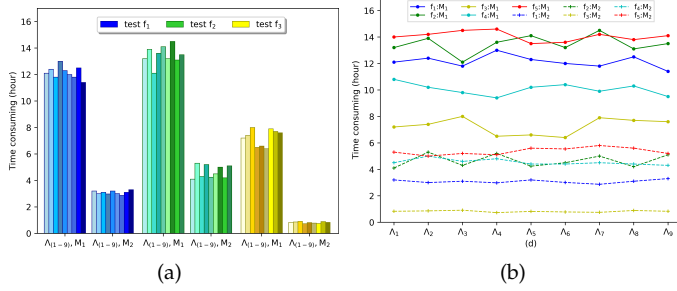 test f₁ test f₂ test f₃
Time consuming (hour)
16
14
12
10
8
6
4
2
0
Λ₍₁₋₉₎, M₁ Λ₍₁₋₉₎, M₂ Λ₍₁₋₉₎, M₁ Λ₍₁₋₉₎, M₂ Λ₍₁₋₉₎, M₁ Λ₍₁₋₉₎, M₂
(a)
f₁:M₁ f₃:M₁ f₅:M₁ f₂:M₂ f₄:M₂
f₂:M₁ f₄:M₁ f₁:M₂ f₃:M₂ f₅:M₂
Time consuming (hour)
16
14
12
10
8
6
4
2
0
Λ₁ Λ₂ Λ₃ Λ₄ Λ₅ Λ₆ Λ₇ Λ₈ Λ₉
(d)
(b)